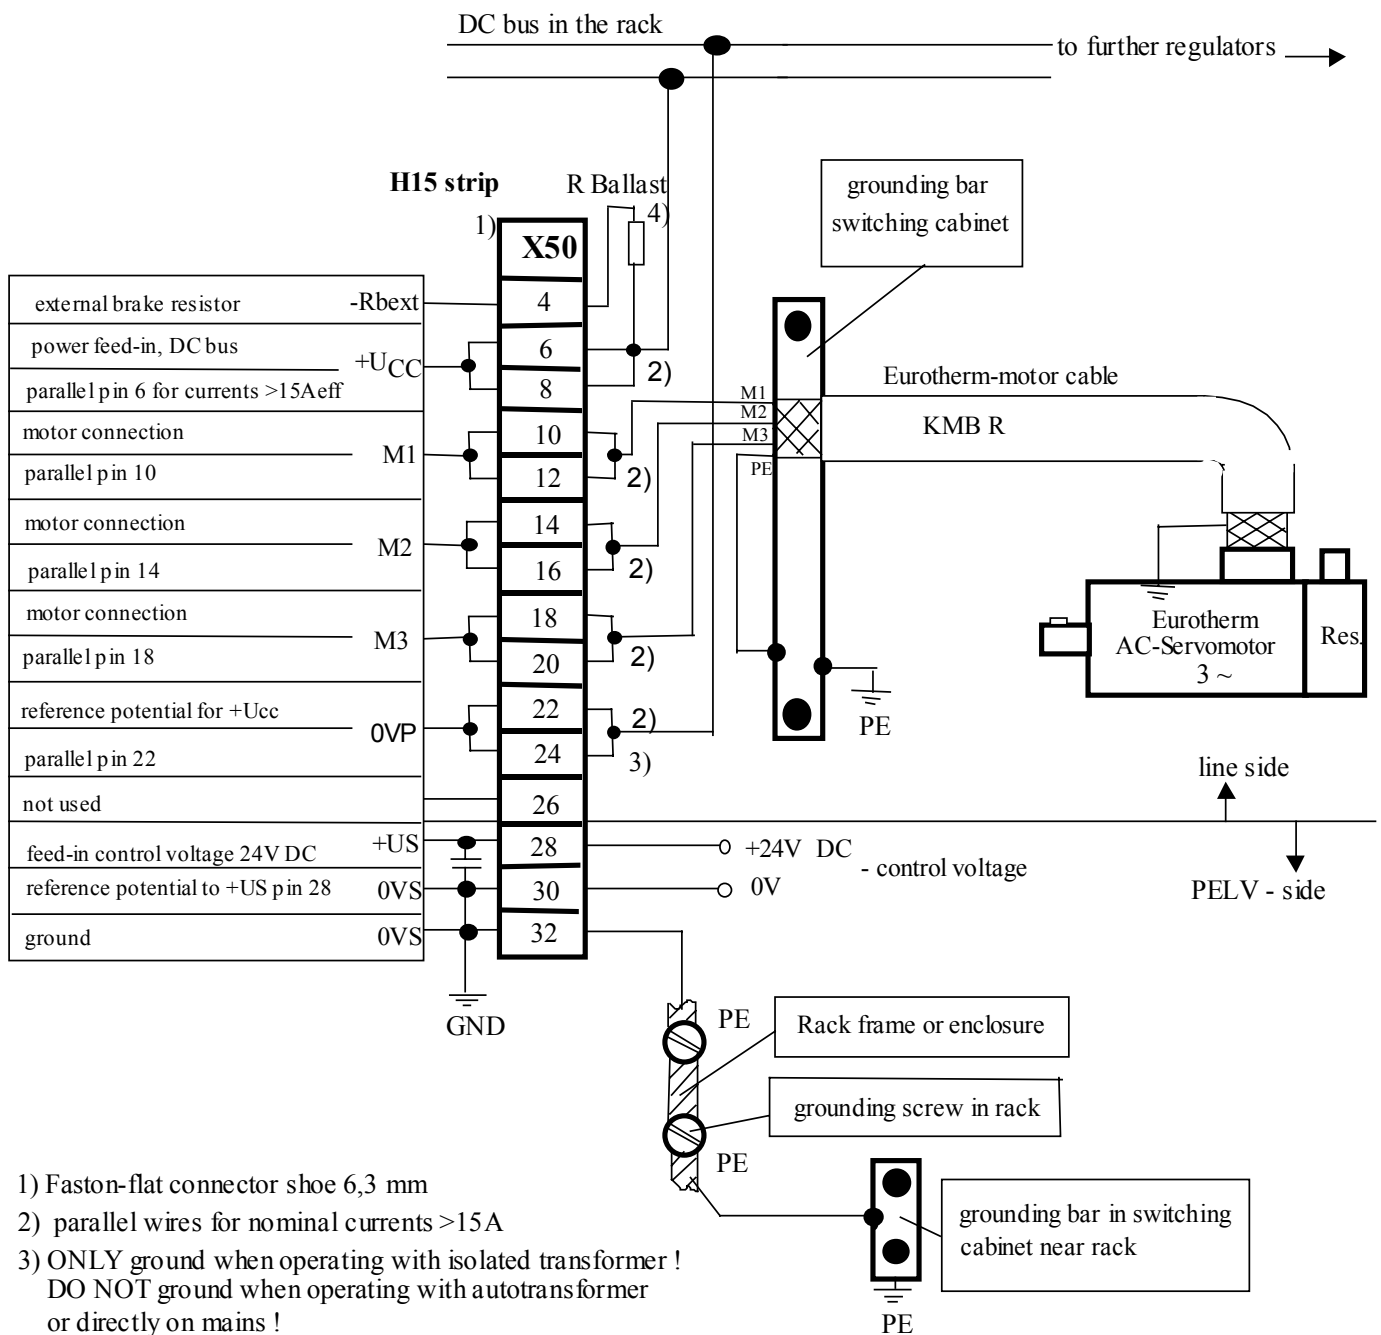 DC bus in the rack
to further regulators
H15 strip
R Ballast
1)
4)
X50
grounding bar
switching cabinet
external brake resistor
-Rbext
4
power feed-in, DC bus
+UCC
6
2)
parallel pin 6 for currents >15Aeff
8
Eurotherm-motor cable
KMB R
M1
M2
M3
PE
motor connection
M1
10
parallel pin 10
12
2)
motor connection
M2
14
parallel pin 14
16
2)
motor connection
M3
18
parallel pin 18
20
2)
Eurotherm
AC-Servomotor
3 ~
Res.
reference potential for +Ucc
0VP
22
2)
parallel pin 22
24
3)
PE
line side
not used
26
feed-in control voltage 24V DC
+US
28
+24V DC
- control voltage
reference potential to +US pin 28
0VS
30
0V
PELV - side
ground
0VS
32
GND
PE
Rack frame or enclosure
grounding screw in rack
PE
grounding bar in switching
cabinet near rack
PE
1) Faston-flat connector shoe 6,3 mm
2) parallel wires for nominal currents >15A
3) ONLY ground when operating with isolated transformer !
DO NOT ground when operating with autotransformer
or directly on mains !